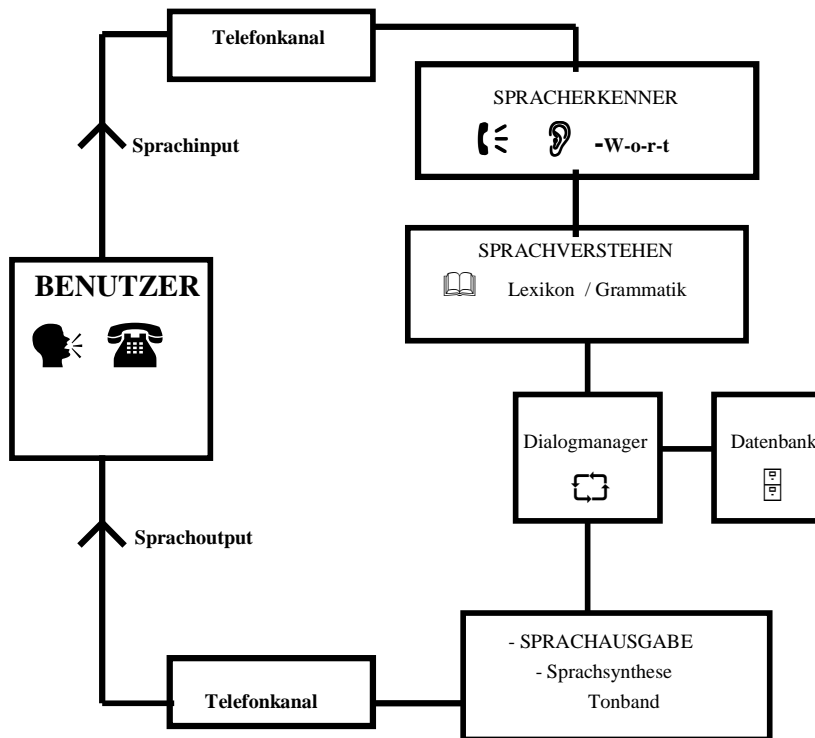 Telefonkanal
SPRACHERKENNER
-W-o-r-t
Sprachinput
SPRACHVERSTEHEN
Lexikon / Grammatik
BENUTZER
Dialogmanager
Datenbank
Sprachoutput
- SPRACHAUSGABE
- Sprachsynthese
Tonband
Telefonkanal